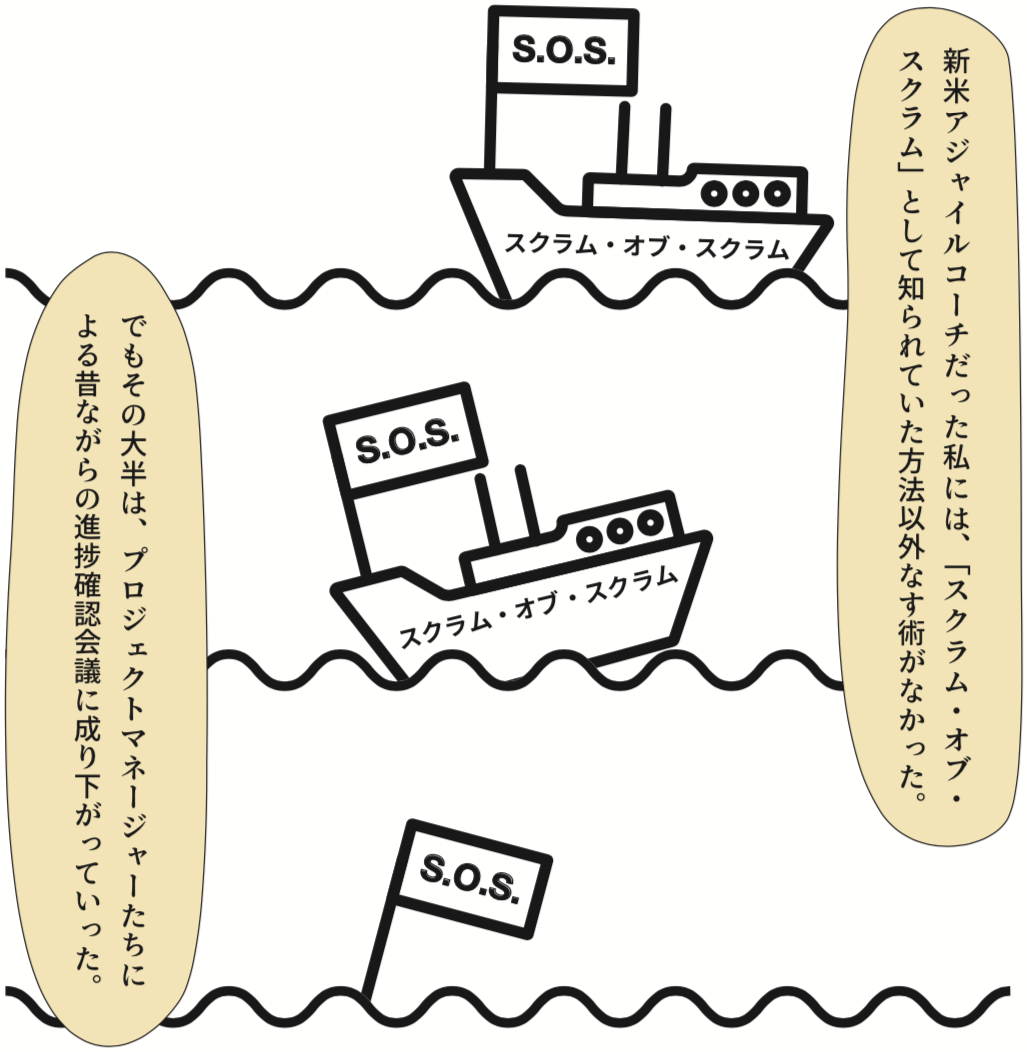 新米アジャイルコーチだった私には、「スクラム・オブ・
スクラム」として知られていた方法以外なす術がなかった。
S.O.S.
スクラム・オブ・スクラム
S.O.S.
スクラム・オブ・スクラム
S.O.S.
でもその大半は、プロジェクトマネージャーたちに
よる昔ながらの進捗確認会議に成り下がっていった。